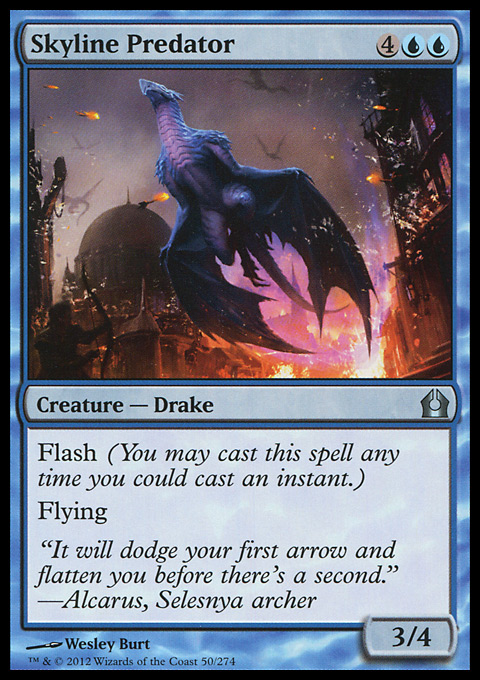 Skyline Predator 4
Creature — Drake
Flash (You may cast this spell any
time you could cast an instant.)
Flying
“It will dodge your first arrow and
flatten you before there’s a second.”
—Alcarus, Selesnya archer
Wesley Burt
3/4
™ & © 2012 Wizards of the Coast 50/274